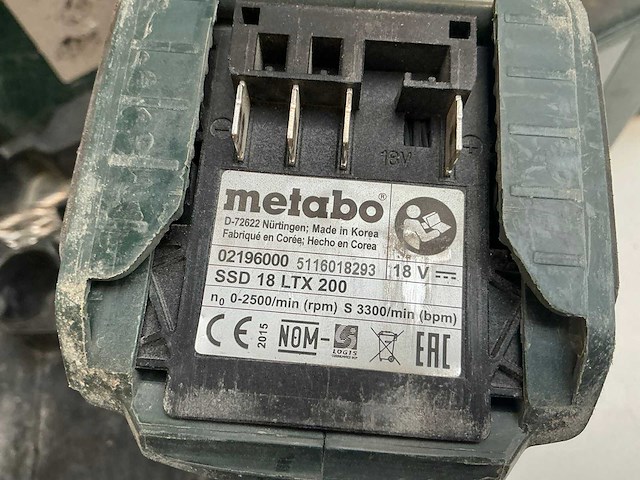 18V
metabo®
D-72622 Nürtingen; Made in Korea
Fabriqué en Corée; Hecho en Corea
02196000 5116018293 18 V
SSD 18 LTX 200
n0 0-2500/min (rpm) S 3300/min (bpm)
CE 2015 NOM- LOGIS EAC